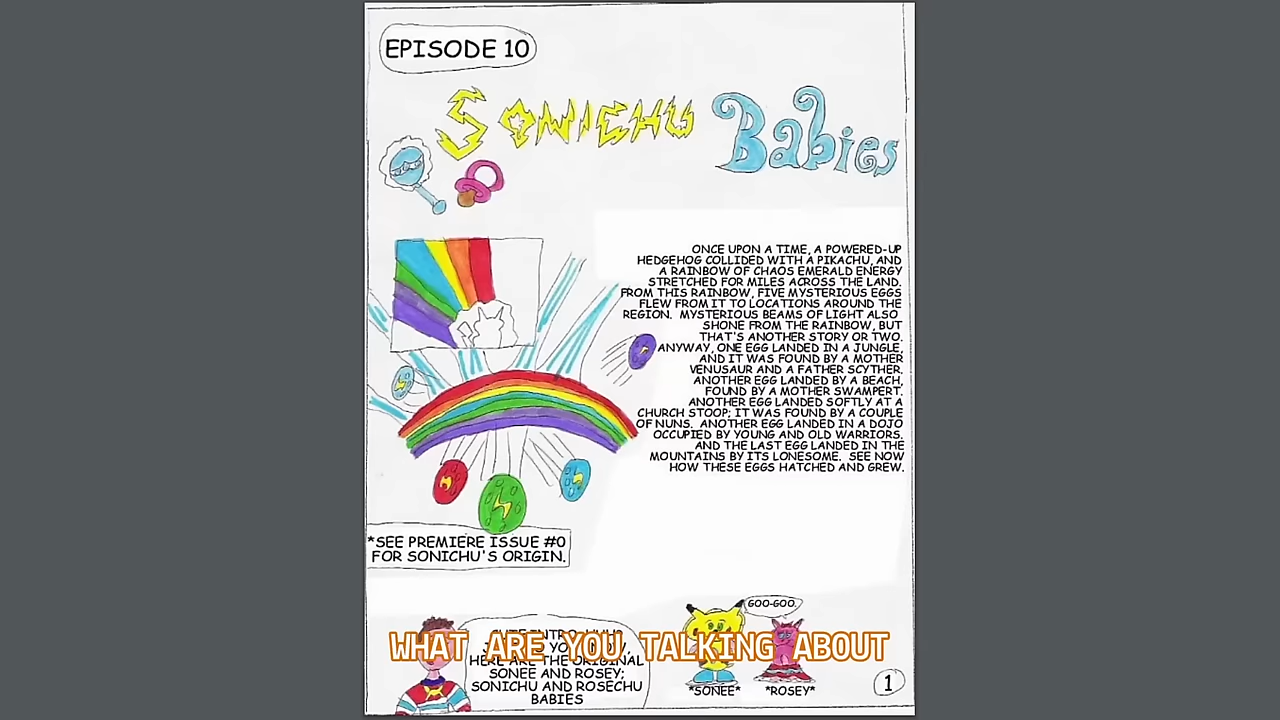 EPISODE 10
SONICHU Babies
ONCE UPON A TIME, A POWERED-UP
HEDGEHOG COLLIDED WITH A PIKACHU, AND
A RAINBOW OF CHAOS EMERALD ENERGY
STRETCHED FOR MILES ACROSS THE LAND.
FROM THIS RAINBOW, FIVE MYSTERIOUS EGGS
FLEW FROM IT TO LOCATIONS AROUND THE
REGION. MYSTERIOUS BEAMS OF LIGHT ALSO
SHONE FROM THE RAINBOW, BUT
THAT'S ANOTHER STORY OR TWO.
ANYWAY, ONE EGG LANDED IN A JUNGLE,
AND IT WAS FOUND BY A MOTHER
VENUSAUR AND A FATHER SCYTHER.
ANOTHER EGG LANDED BY A BEACH,
FOUND BY A MOTHER SWAMPERT.
ANOTHER EGG LANDED SOFTLY AT A
CHURCH STOOP; IT WAS FOUND BY A COUPLE
OF NUNS. ANOTHER EGG LANDED IN A DOJO
OCCUPIED BY YOUNG AND OLD WARRIORS.
AND THE LAST EGG LANDED IN THE
MOUNTAINS BY ITS LONESOME. SEE NOW
HOW THESE EGGS HATCHED AND GREW.
*SEE PREMIERE ISSUE #0
FOR SONICHU'S ORIGIN.
GOO-GOO.
WHAT ARE YOU TALKING ABOUT
HERE ARE THE ORIGINAL
SONEE AND ROSEY;
SONICHU AND ROSECHU
BABIES
*SONEE* *ROSEY*
1